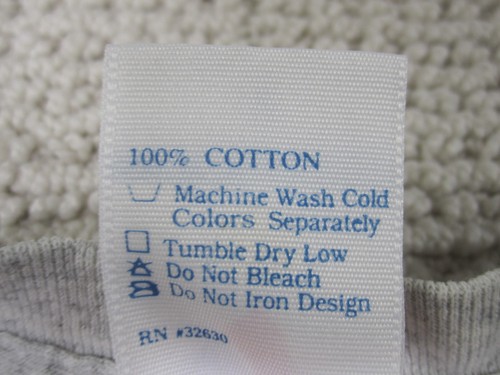 100% COTTON
Machine Wash Cold
Colors Separately
Tumble Dry Low
Do Not Bleach
Do Not Iron Design
RN #32630